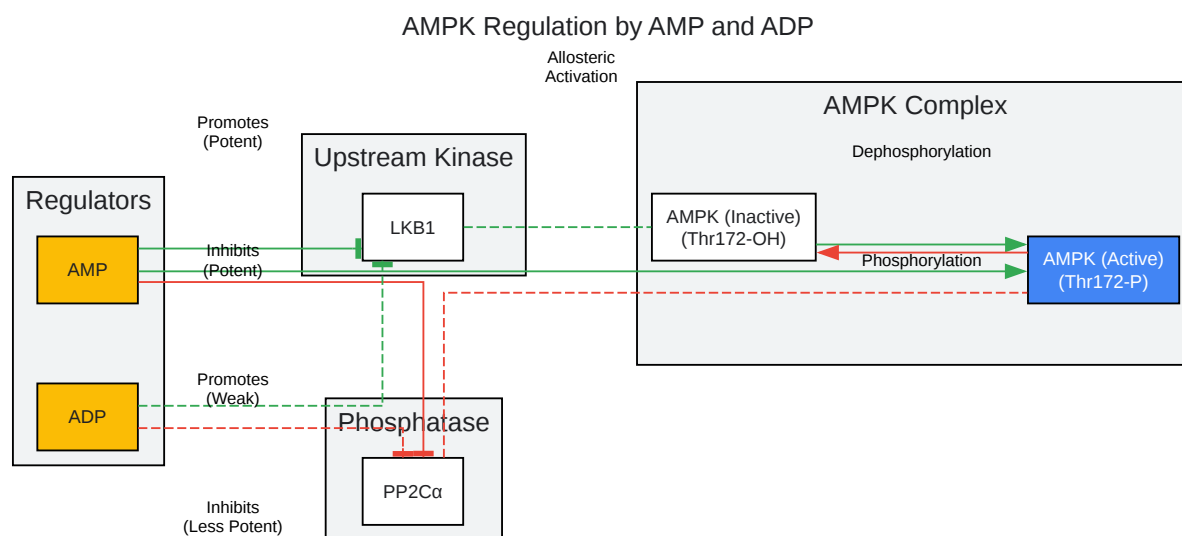 AMPK Regulation by AMP and ADP
Allosteric
Activation
AMPK Complex
Promotes
(Potent)
Upstream Kinase
Dephosphorylation
Regulators
LKB1
AMPK (Inactive)
(Thr172-OH)
AMP
Inhibits
(Potent)
Phosphorylation
AMPK (Active)
(Thr172-P)
ADP
Promotes
(Weak)
Phosphatase
PP2Cα
Inhibits
(Less Potent)